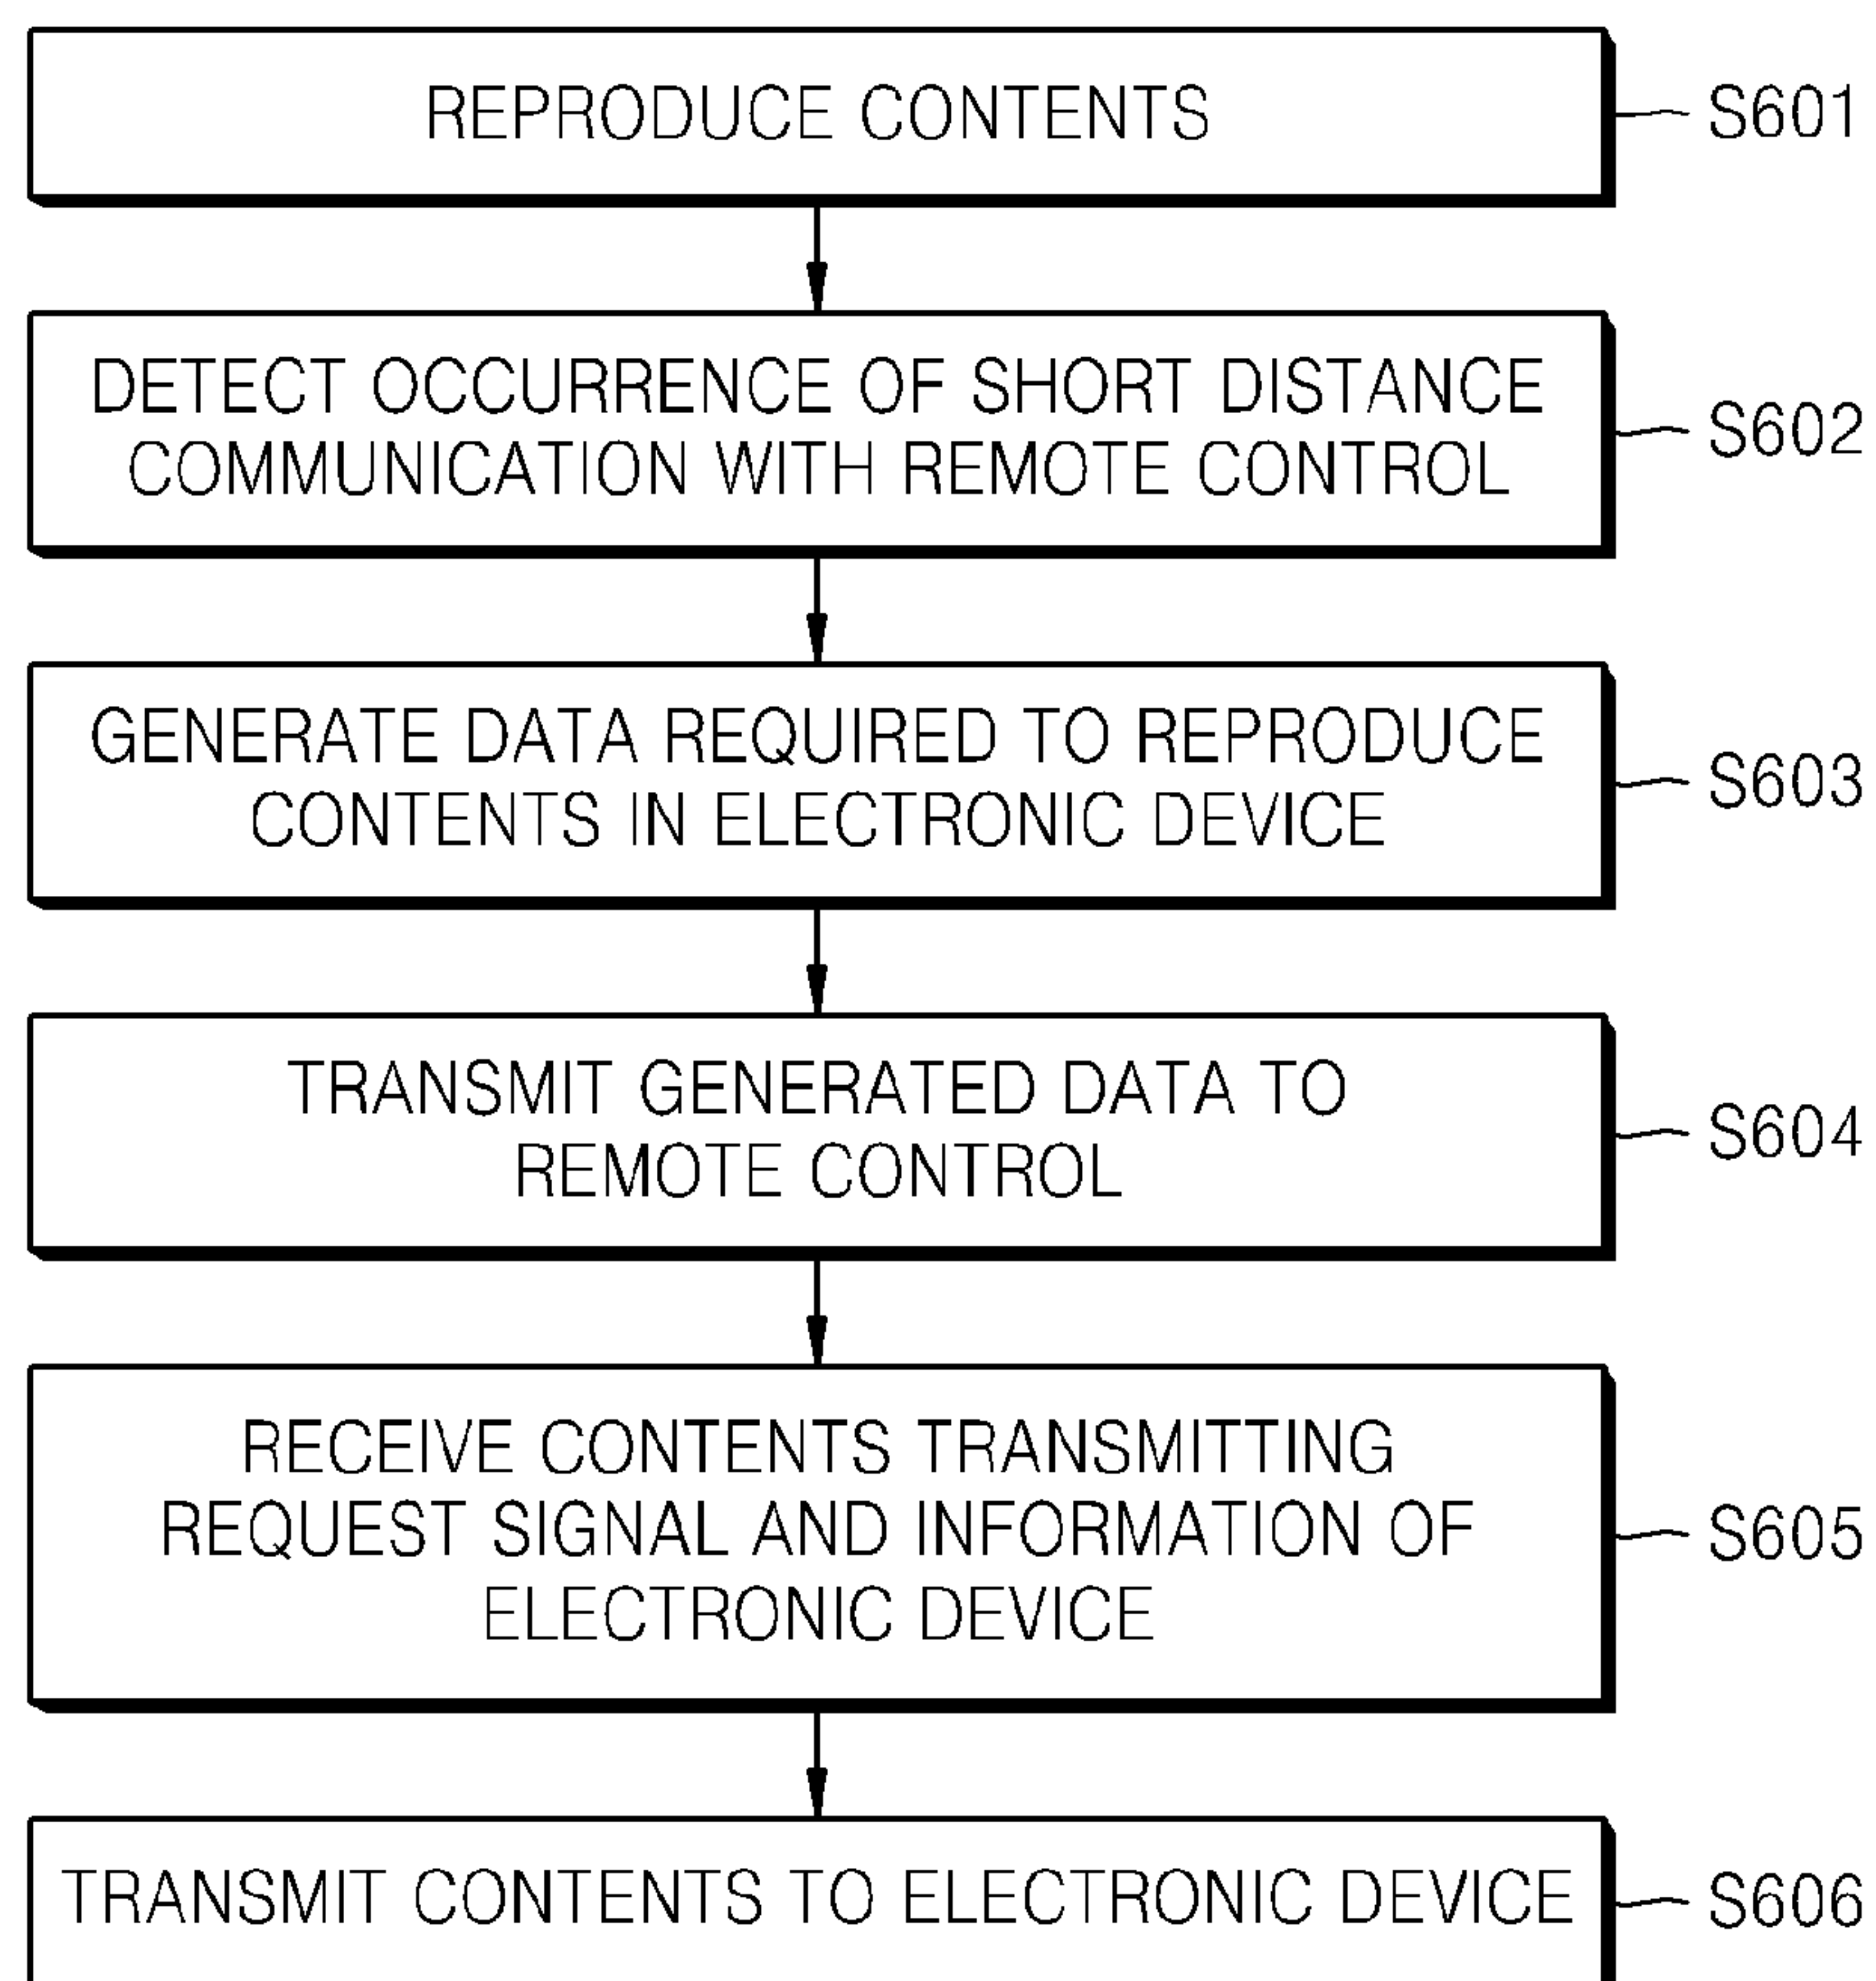 REPRODUCE CONTENTS
S601
DETECT OCCURRENCE OF SHORT DISTANCE
COMMUNICATION WITH REMOTE CONTROL
S602
GENERATE DATA REQUIRED TO REPRODUCE
CONTENTS IN ELECTRONIC DEVICE
S603
TRANSMIT GENERATED DATA TO
REMOTE CONTROL
S604
RECEIVE CONTENTS TRANSMITTING
REQUEST SIGNAL AND INFORMATION OF
ELECTRONIC DEVICE
S605
TRANSMIT CONTENTS TO ELECTRONIC DEVICE
S606